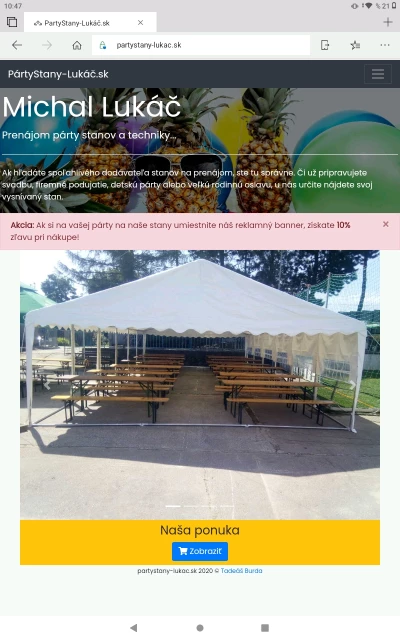 10:47
21
PartyStany-Lukáč.sk
partystany-lukac.sk
PártyStany-Lukáč.sk
Michal Lukáč
Prenájom párty stanov a techniky...
Ak hľadáte spoľahlivého dodávateľa stanov na prenájom, ste tu správne. Či už pripravujete
svadbu, firemné podujatie, detskú párty alebo veľkú rodinnú oslavu, u nás určite nájdete svoj
vysnívaný stan.
Akcia: Ak si na vašej párty na naše stany umiestnite náš reklamný banner, získate 10%
zľavu pri nákupe!
Naša ponuka
Zobraziť
partystany-lukac.sk 2020 © Tadeáš Burda